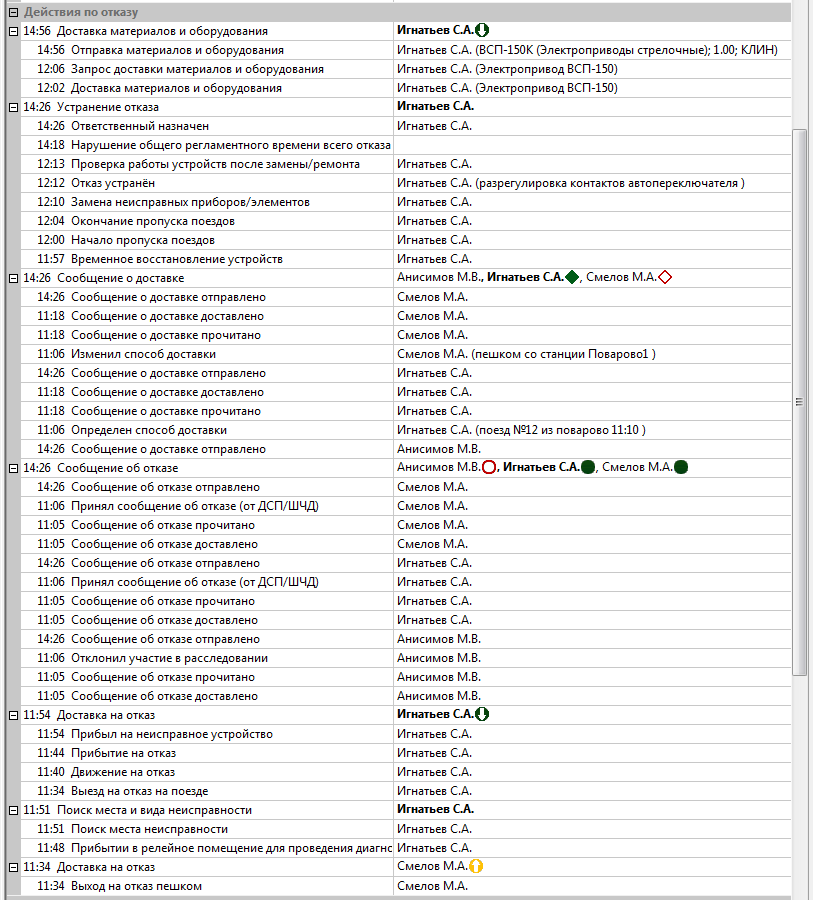 Действия по отказу
14:56 Доставка материалов и оборудования Игнатьев С.А.
14:56 Отправка материалов и оборудования Игнатьев С.А. (ВСП-150К (Электроприводы стрелочные); 1.00; КЛИН)
12:06 Запрос доставки материалов и оборудования Игнатьев С.А. (Электропривод ВСП-150)
12:02 Доставка материалов и оборудования Игнатьев С.А. (Электропривод ВСП-150)
14:26 Устранение отказа Игнатьев С.А.
14:26 Ответственный назначен Игнатьев С.А.
14:18 Нарушение общего регламентного времени всего отказа
12:13 Проверка работы устройств после замены/ремонта Игнатьев С.А.
12:12 Отказ устранён Игнатьев С.А. (разрегулировка контактов автопереключателя )
12:10 Замена неисправных приборов/элементов Игнатьев С.А.
12:04 Окончание пропуска поездов Игнатьев С.А.
12:00 Начало пропуска поездов Игнатьев С.А.
11:57 Временное восстановление устройств Игнатьев С.А.
14:26 Сообщение о доставке Анисимов М.В., Игнатьев С.А., Смелов М.А.
14:26 Сообщение о доставке отправлено Смелов М.А.
11:18 Сообщение о доставке доставлено Смелов М.А.
11:18 Сообщение о доставке прочитано Смелов М.А.
11:06 Изменил способ доставки Смелов М.А. (пешком со станции Поварово1 )
14:26 Сообщение о доставке отправлено Игнатьев С.А.
11:18 Сообщение о доставке доставлено Игнатьев С.А.
11:18 Сообщение о доставке прочитано Игнатьев С.А.
11:06 Определен способ доставки Игнатьев С.А. (поезд №12 из поварово 11:10 )
14:26 Сообщение о доставке отправлено Анисимов М.В.
14:26 Сообщение об отказе Анисимов М.В., Игнатьев С.А., Смелов М.А.
14:26 Сообщение об отказе отправлено Смелов М.А.
11:06 Принял сообщение об отказе (от ДСП/ШЧД) Смелов М.А.
11:05 Сообщение об отказе прочитано Смелов М.А.
11:05 Сообщение об отказе доставлено Смелов М.А.
14:26 Сообщение об отказе отправлено Игнатьев С.А.
11:06 Принял сообщение об отказе (от ДСП/ШЧД) Игнатьев С.А.
11:05 Сообщение об отказе прочитано Игнатьев С.А.
11:05 Сообщение об отказе доставлено Игнатьев С.А.
14:26 Сообщение об отказе отправлено Анисимов М.В.
11:06 Отклонил участие в расследовании Анисимов М.В.
11:05 Сообщение об отказе прочитано Анисимов М.В.
11:05 Сообщение об отказе доставлено Анисимов М.В.
11:54 Доставка на отказ Игнатьев С.А.
11:54 Прибыл на неисправное устройство Игнатьев С.А.
11:44 Прибытие на отказ Игнатьев С.А.
11:40 Движение на отказ Игнатьев С.А.
11:34 Выезд на отказ на поезде Игнатьев С.А.
11:51 Поиск места и вида неисправности Игнатьев С.А.
11:51 Поиск места неисправности Игнатьев С.А.
11:48 Прибытии в релейное помещение для проведения диагно Игнатьев С.А.
11:34 Доставка на отказ Смелов М.А.
11:34 Выход на отказ пешком Смелов М.А.